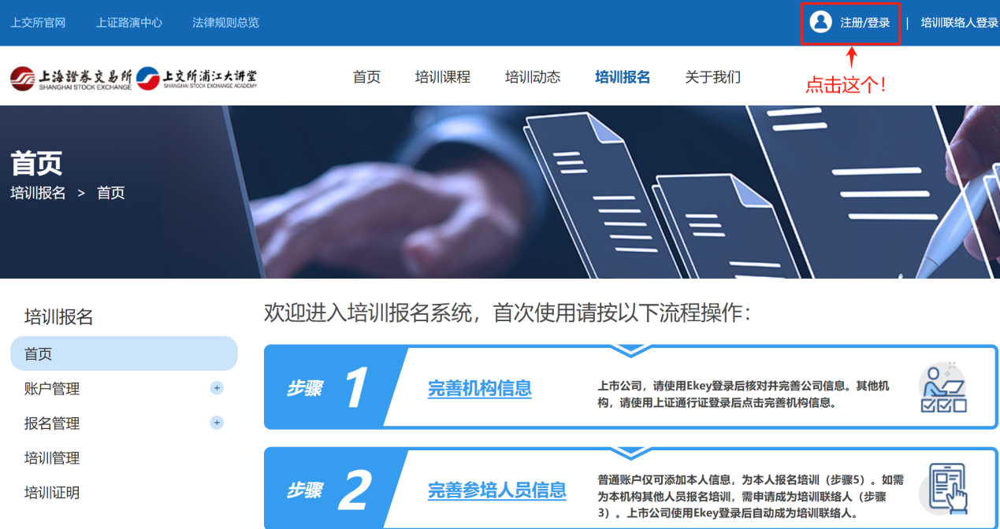 上交所官网 上证路演中心 法律规则总览 注册/登录 | 培训联络人登录
上海證券交易所 上交所浦江大讲堂
SHANGHAI STOCK EXCHANGE SHANGHAI STOCK EXCHANGE ACADEMY
首页 培训课程 培训动态 培训报名 关于我们
点击这个！
首页
培训报名 > 首页
培训报名
首页
账户管理
报名管理
培训管理
培训证明
欢迎进入培训报名系统，首次使用请按以下流程操作：
步骤 1 完善机构信息
上市公司，请使用Ekey登录后核对并完善公司信息。其他机
构，请使用上证通行证登录后点击完善机构信息。
步骤 2 完善参培人员信息
普通账户仅可添加本人信息，为本人报名培训（步骤5）。如需
为本机构其他人员报名培训，需申请成为培训联络人（步骤
3）。上市公司使用Ekey登录后自动成为培训联络人。